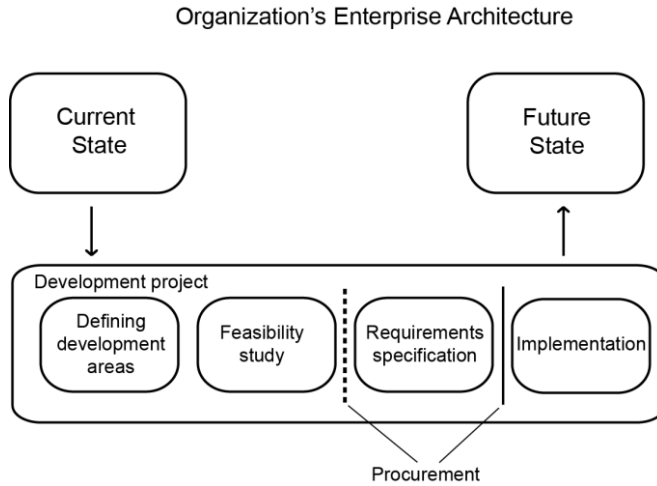 Organization’s Enterprise Architecture
Current
State
Future
State
Development project
Defining
development
areas
Feasibility
study
Requirements
specification
Implementation
Procurement